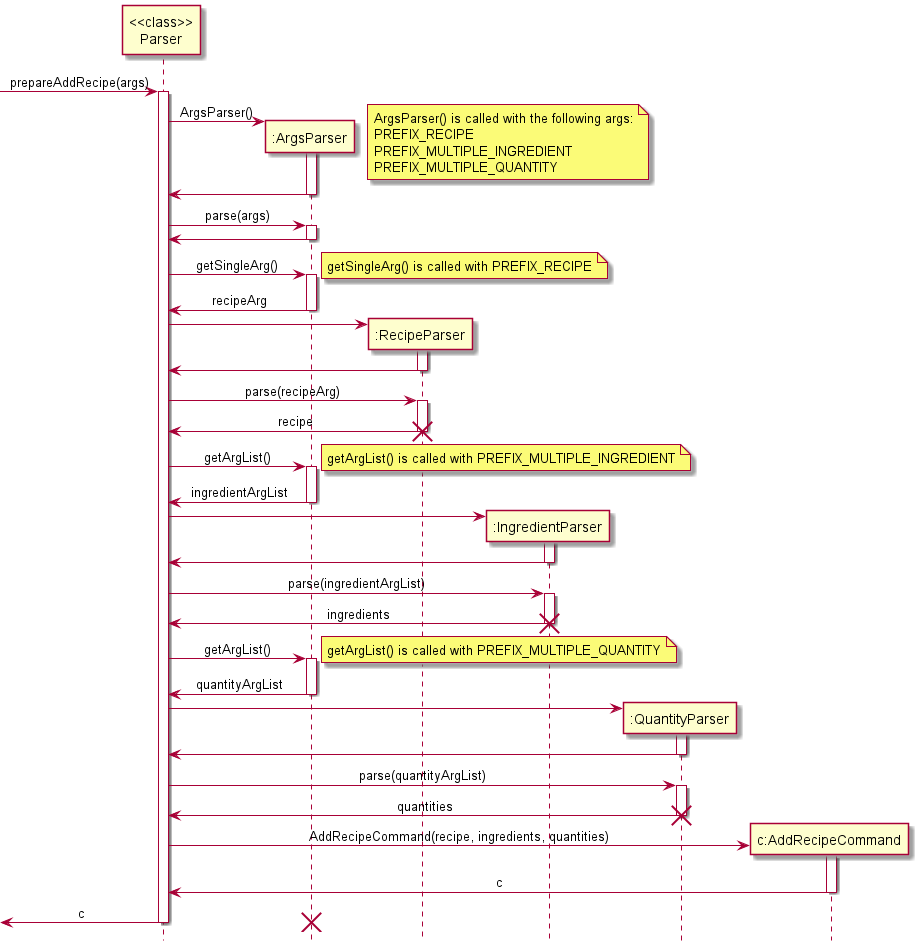 <<class>>
Parser
prepareAddRecipe(args)
ArgsParser()
:ArgsParser
ArgsParser() is called with the following args:
PREFIX_RECIPE
PREFIX_MULTIPLE_INGREDIENT
PREFIX_MULTIPLE_QUANTITY
parse(args)
getSingleArg()
getSingleArg() is called with PREFIX_RECIPE
recipeArg
:RecipeParser
parse(recipeArg)
recipe
getArgList()
getArgList() is called with PREFIX_MULTIPLE_INGREDIENT
ingredientArgList
:IngredientParser
parse(ingredientArgList)
ingredients
getArgList()
getArgList() is called with PREFIX_MULTIPLE_QUANTITY
quantityArgList
:QuantityParser
parse(quantityArgList)
quantities
AddRecipeCommand(recipe, ingredients, quantities)
c:AddRecipeCommand
c
c